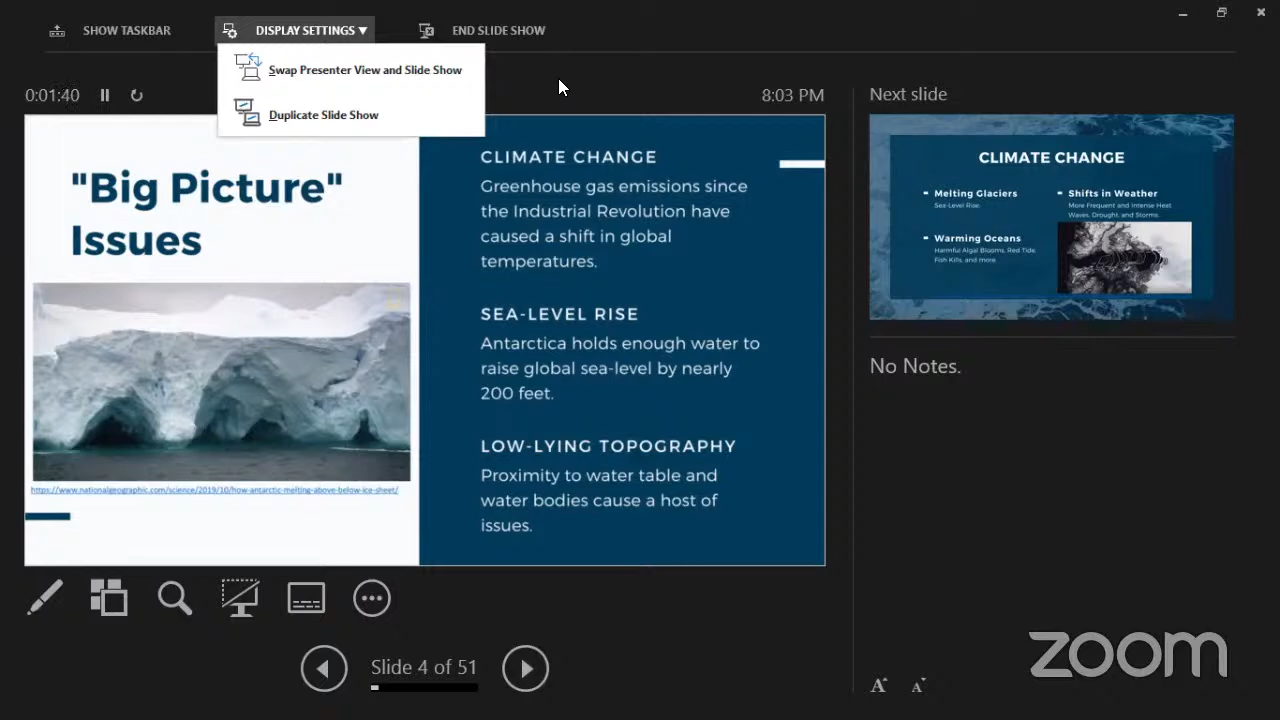 SHOW TASKBAR
DISPLAY SETTINGS ▼
END SLIDE SHOW
Swap Presenter View and Slide Show
Duplicate Slide Show
0:01:40
8:03 PM
"Big Picture"
Issues
https://www.nationalgeographic.com/science/2019/10/how-antarctic-melting-above-below-ice-sheet/
CLIMATE CHANGE
Greenhouse gas emissions since
the Industrial Revolution have
caused a shift in global
temperatures.
SEA-LEVEL RISE
Antarctica holds enough water to
raise global sea-level by nearly
200 feet.
LOW-LYING TOPOGRAPHY
Proximity to water table and
water bodies cause a host of
issues.
Next slide
CLIMATE CHANGE
Melting Glaciers
Sea-Level Rise.
Warming Oceans
Harmful Algal Blooms, Red Tide,
Fish Kills, and more.
Shifts in Weather
More Frequent and Intense Heat
Waves, Drought, and Storms.
No Notes.
Slide 4 of 51
A A
zoom